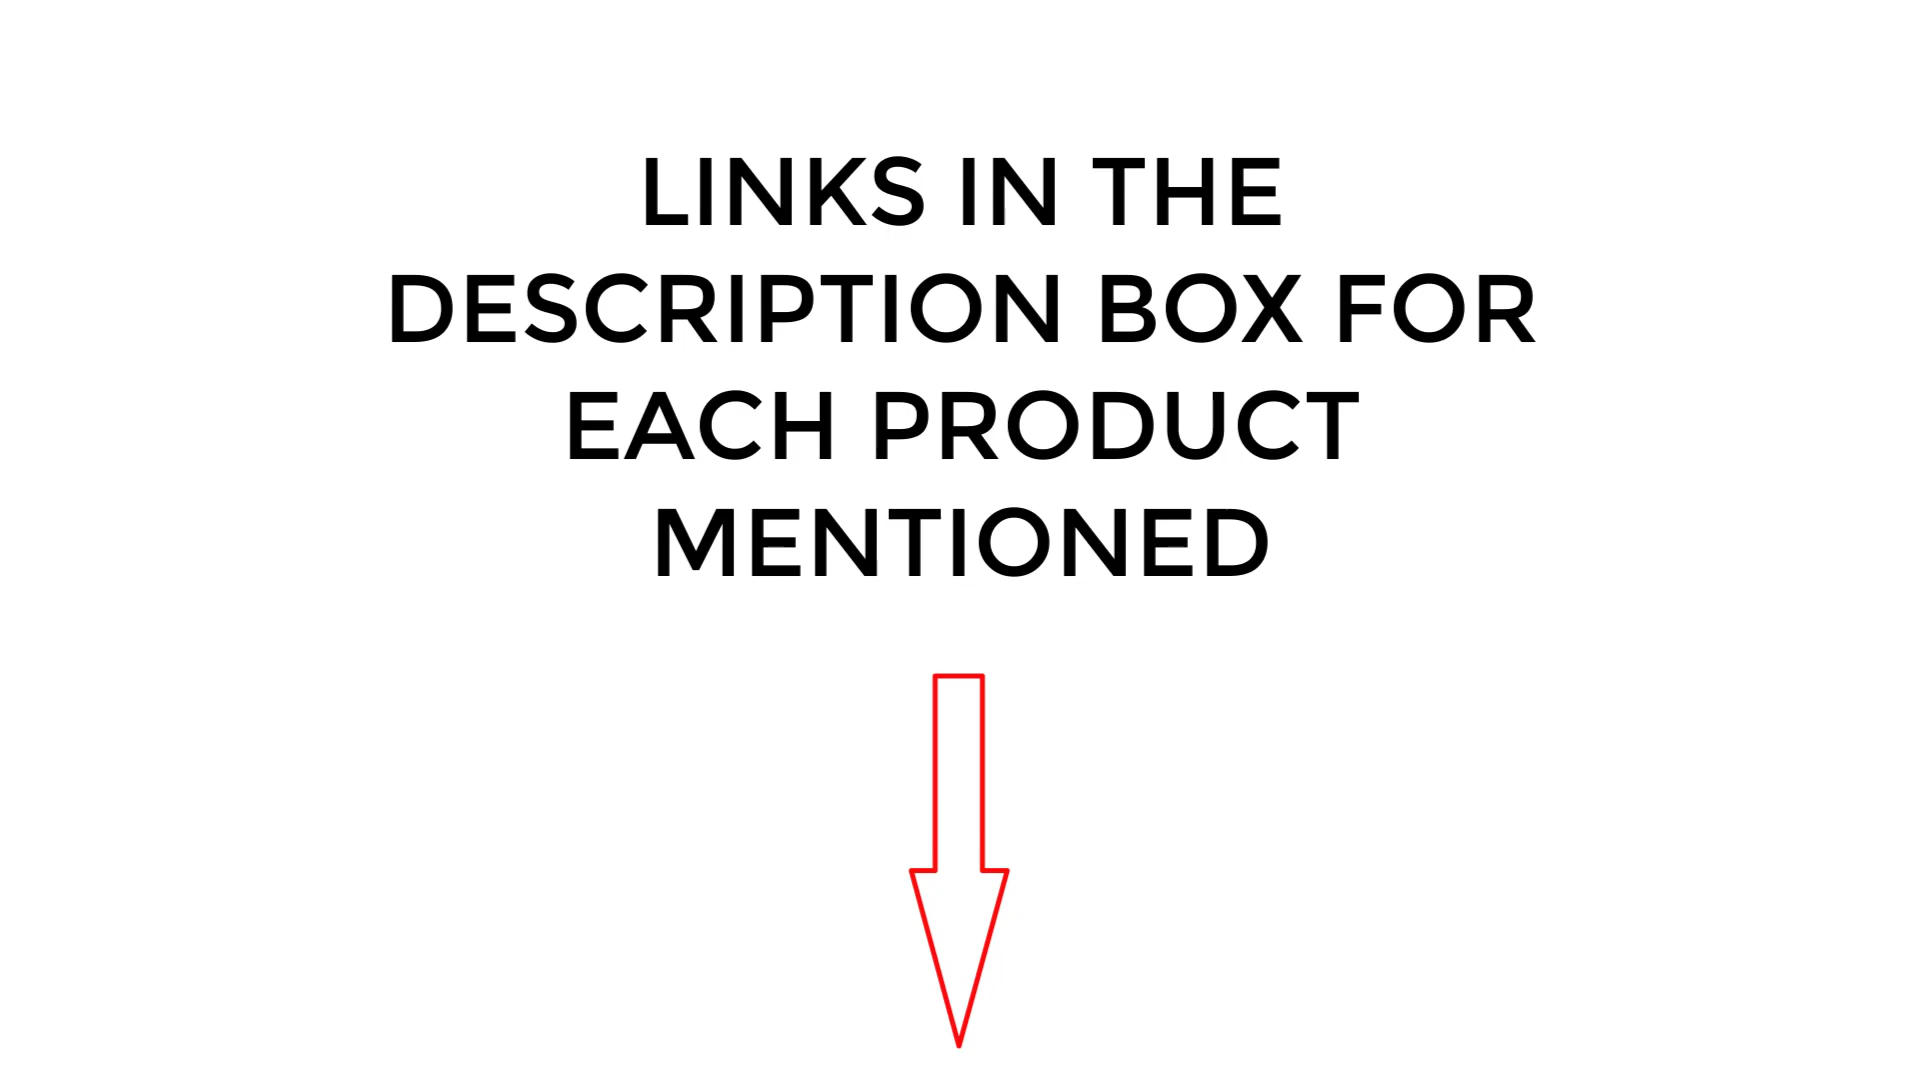 LINKS IN THE
DESCRIPTION BOX FOR
EACH PRODUCT
MENTIONED